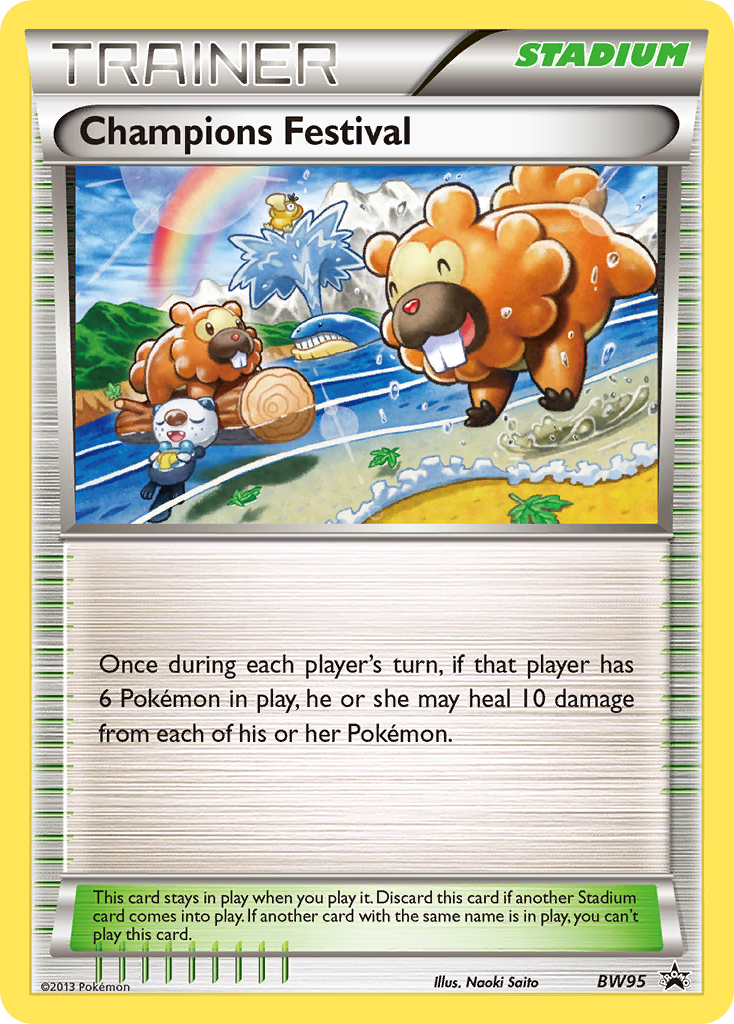 TRAINER
STADIUM
Champions Festival
Once during each player's turn, if that player has
6 Pokémon in play, he or she may heal 10 damage
from each of his or her Pokémon.
This card stays in play when you play it. Discard this card if another Stadium
card comes into play. If another card with the same name is in play, you can't
play this card.
©2013 Pokémon
Illus. Naoki Saito
BW95
PROMO